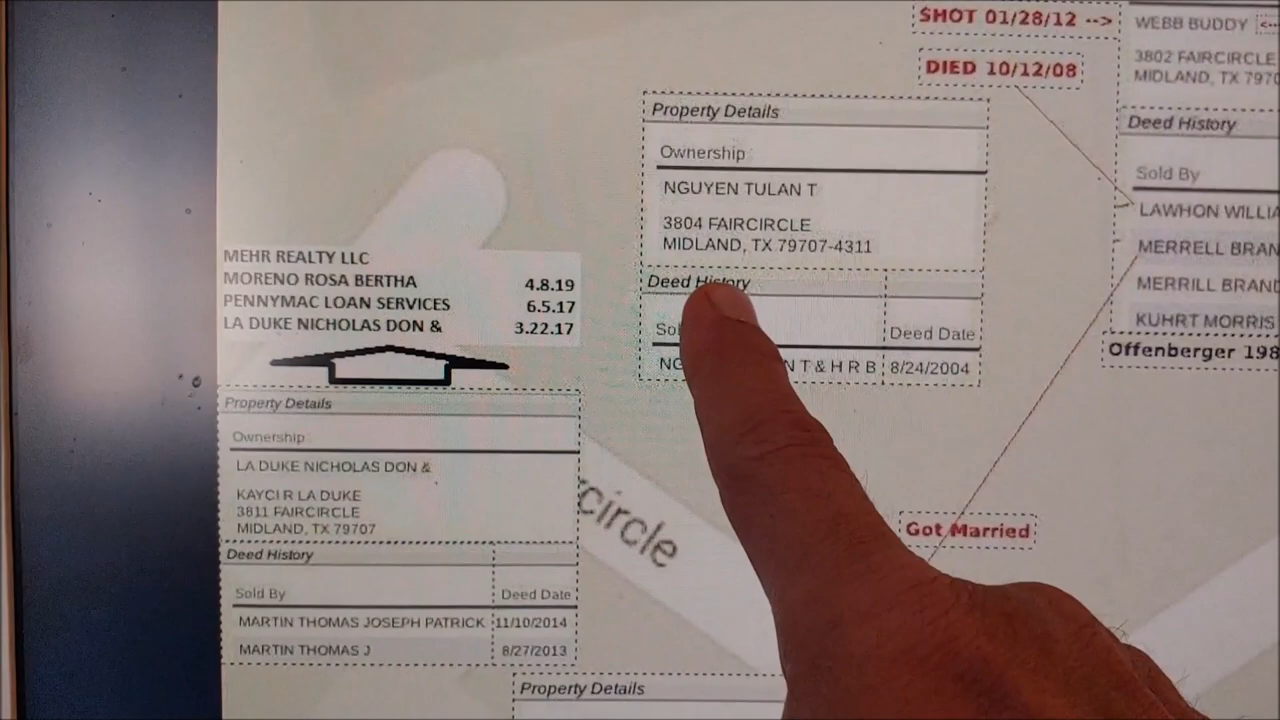 SHOT 01/28/12 -->
WEBB BUDDY <--
3802 FAIRCIRCLE
MIDLAND, TX 7970
DIED 10/12/08
Deed History
Sold By
LAWHON WILLIA
MERRELL BRAN
MERRILL BRAND
KUHRT MORRIS
Offenberger 198
Property Details
Ownership
NGUYEN TULAN T
3804 FAIRCIRCLE
MIDLAND, TX 79707-4311
Deed History
Sol
Deed Date
NG N T & H R B 8/24/2004
MEHR REALTY LLC
MORENO ROSA BERTHA 4.8.19
PENNYMAC LOAN SERVICES 6.5.17
LA DUKE NICHOLAS DON & 3.22.17
Property Details
Ownership
LA DUKE NICHOLAS DON &
KAYCI R LA DUKE
3811 FAIRCIRCLE
MIDLAND, TX 79707
Deed History
Sold By Deed Date
MARTIN THOMAS JOSEPH PATRICK 11/10/2014
MARTIN THOMAS J 8/27/2013
rcircle
Got Married
Property Details